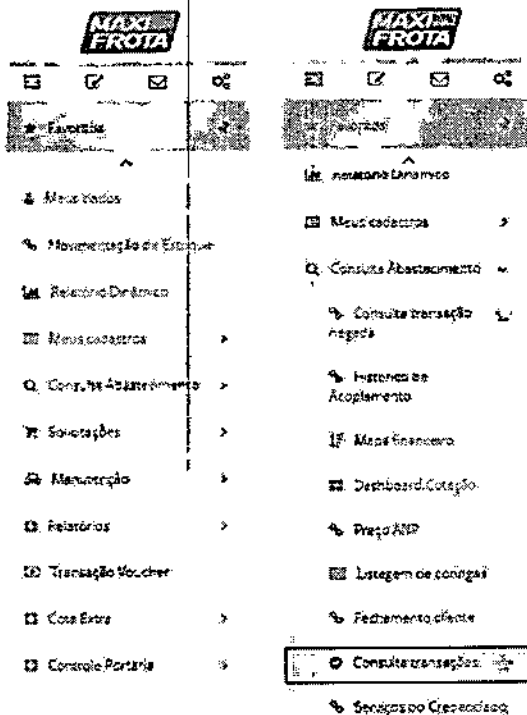 MAXI
FROTA
Favoritos
Meus Dados
Movimentação de Estoque
Relatório Dinâmico
Meus cadastros
Consulta Abastecimento
Solicitações
Manutenção
Relatórios
Transação Voucher
Cota Extra
Controle Portaria
MAXI
FROTA
Favoritos
Relatório Dinâmico
Meus cadastros
Consulta Abastecimento
Consulta transação
negada
Histórico de
Acoplamento
Mapa financeiro
Dashboard Cotação
Preço ANP
Listagem de coringas
Fechamento cliente
Consulta transações
Serviços do Credenciado